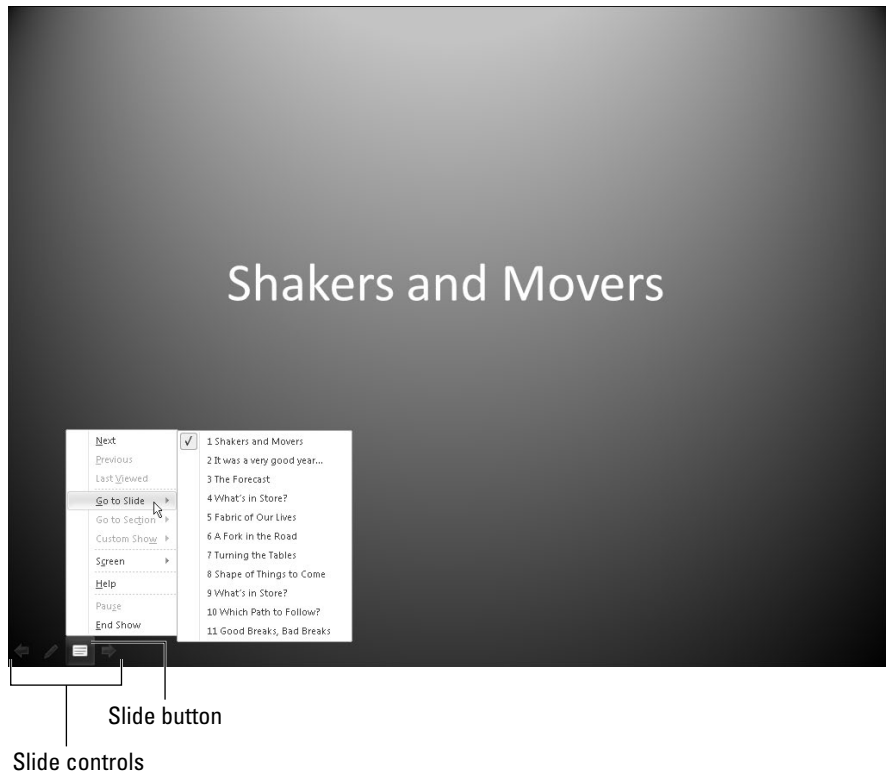 Shakers and Movers
Next
Previous
Last Viewed
Go to Slide
Go to Section
Custom Show
Screen
Help
Pause
End Show
1 Shakers and Movers
2 It was a very good year...
3 The Forecast
4 What's in Store?
5 Fabric of Our Lives
6 A Fork in the Road
7 Turning the Tables
8 Shape of Things to Come
9 What's in Store?
10 Which Path to Follow?
11 Good Breaks, Bad Breaks
Slide button
Slide controls